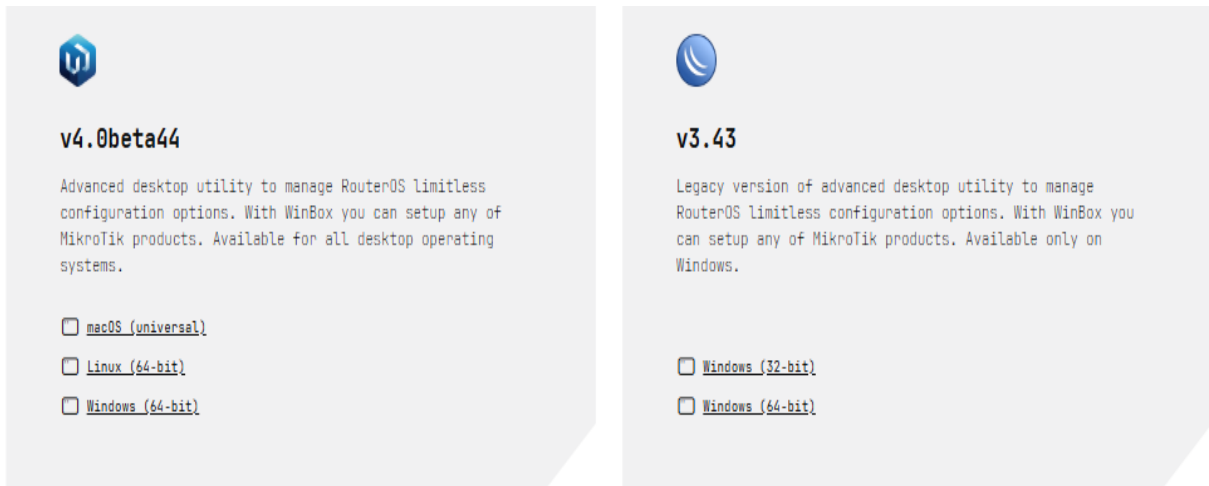 v4.0beta44
Advanced desktop utility to manage RouterOS limitless
configuration options. With WinBox you can setup any of
MikroTik products. Available for all desktop operating
systems.
macOS (universal)
Linux (64-bit)
Windows (64-bit)
v3.43
Legacy version of advanced desktop utility to manage
RouterOS limitless configuration options. With WinBox you
can setup any of MikroTik products. Available only on
Windows.
Windows (32-bit)
Windows (64-bit)